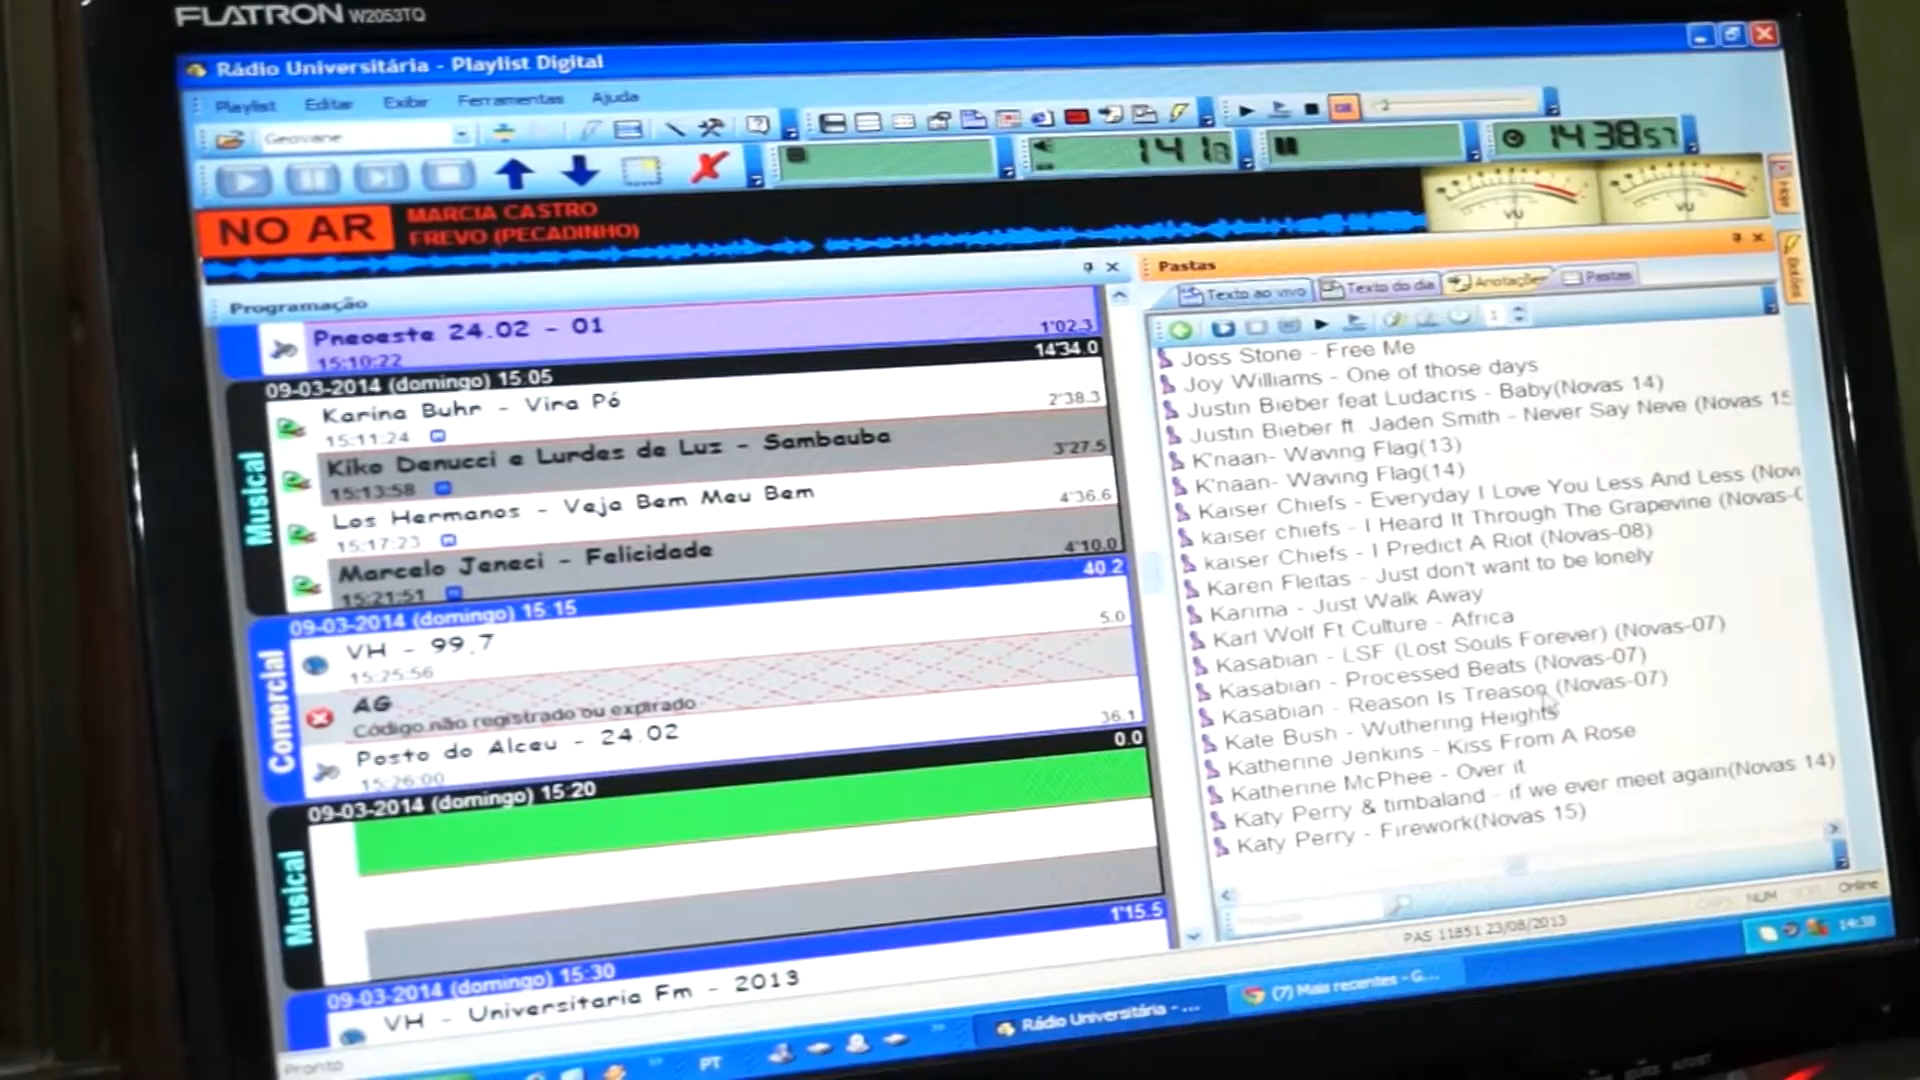 FLATRON W2053TQ
Rádio Universitária - Playlist Digital
Playlist Editar Exibir Ferramentas Ajuda
Geovane
14 38 57
NO AR
MARCIA CASTRO
FREVO (PECADINHO)
VU
VU
Programação
Pneoeste 24.02 - 01
1'02.3
15:10:22
14'34.0
09-03-2014 (domingo) 15:05
Musical
Karina Buhr - Vira Pó
2'38.3
15:11:24
Kiko Denucci e Lurdes de Luz - Sambauba
3'27.5
15:13:58
Los Hermanos - Veja Bem Meu Bem
4'36.6
15:17:23
Marcelo Jeneci - Felicidade
4'10.0
15:21:51
40.2
09-03-2014 (domingo) 15:15
Comercial
VH - 99.7
5.0
15:25:56
AG
Código não registrado ou expirado
Posto do Alceu - 24.02
36.1
15:26:00
0.0
09-03-2014 (domingo) 15:20
Musical
1'15.5
09-03-2014 (domingo) 15:30
VH - Universitaria Fm - 2013
Pronto
Pastas
Texto ao vivo Texto do dia Anotações Pastas
1
Joss Stone - Free Me
Joy Williams - One of those days
Justin Bieber feat Ludacris - Baby(Novas 14)
Justin Bieber ft. Jaden Smith - Never Say Neve (Novas 15
K'naan- Waving Flag(13)
K'naan- Waving Flag(14)
Kaiser Chiefs - Everyday I Love You Less And Less (Nov
kaiser chiefs - I Heard It Through The Grapevine (Novas-0
kaiser Chiefs - I Predict A Riot (Novas-08)
Karen Fleitas - Just don't want to be lonely
Karima - Just Walk Away
Karl Wolf Ft Culture - Africa
Kasabian - LSF (Lost Souls Forever) (Novas-07)
Kasabian - Processed Beats (Novas-07)
Kasabian - Reason Is Treason (Novas-07)
Kate Bush - Wuthering Heights
Katherine Jenkins - Kiss From A Rose
Katherine McPhee - Over it
Katy Perry & timbaland - if we ever meet again(Novas 14)
Katy Perry - Firework(Novas 15)
PAS 11851 23/08/2013
NUM
Online
PT
Rádio Universitária - ...
(7) Mais recentes - G...
14:38